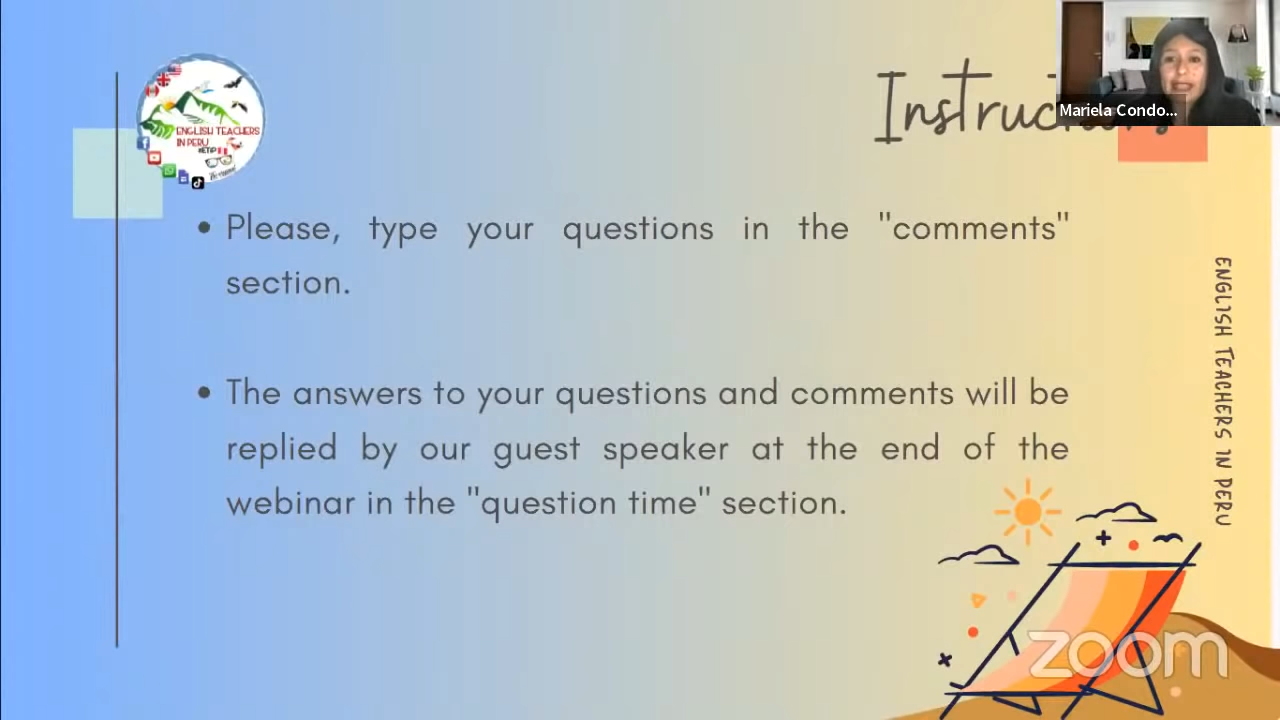 Mariela Condo...
ENGLISH TEACHERS
IN PERU
#ETiP
Please, type your questions in the "comments"
section.
The answers to your questions and comments will be
replied by our guest speaker at the end of the
webinar in the "question time" section.
ENGLISH TEACHERS IN PERU
zoom